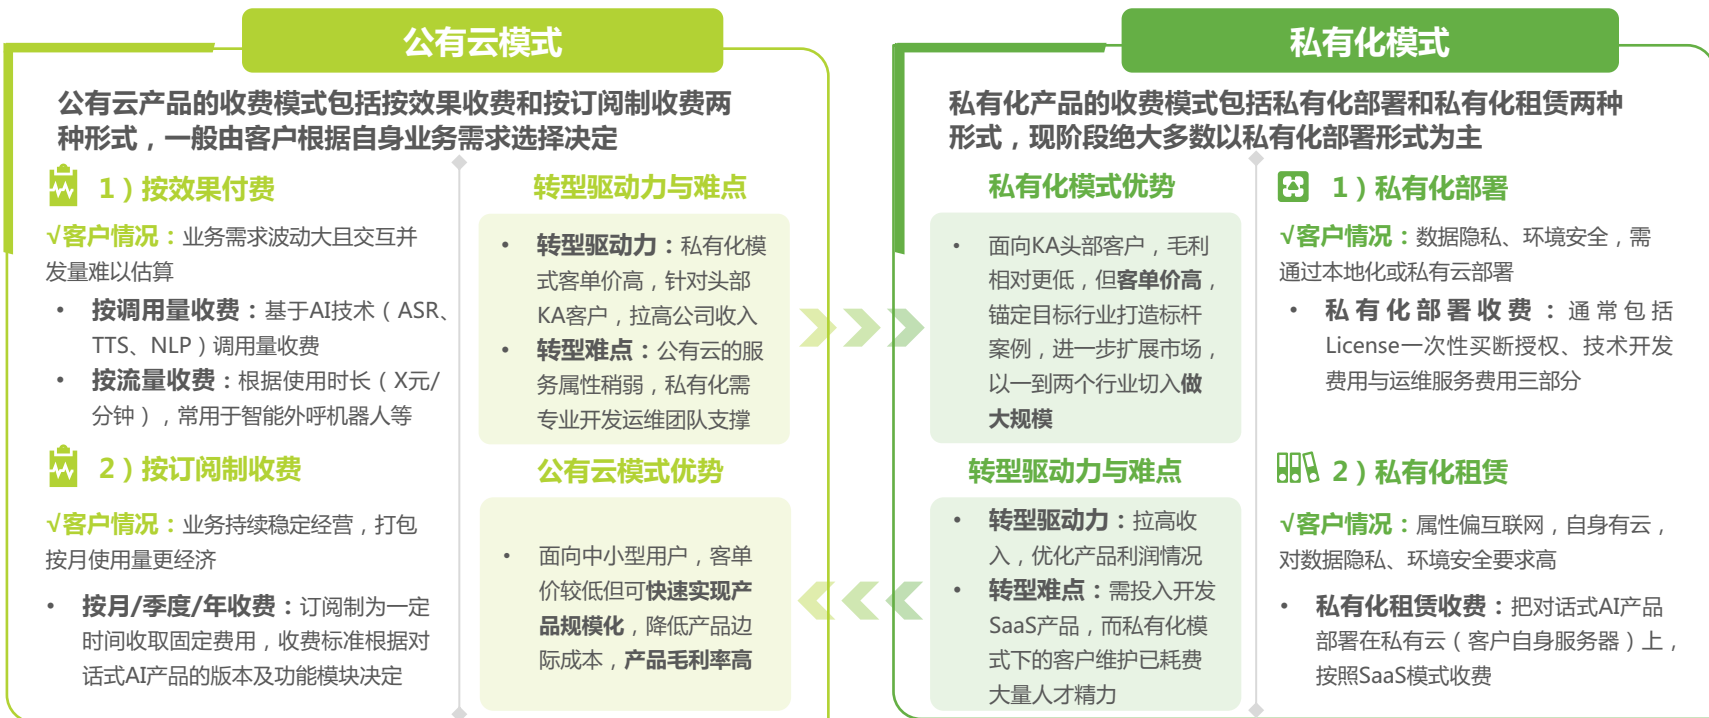 公有云模式
公有云产品的收费模式包括按效果收费和按订阅制收费两
种形式，一般由客户根据自身业务需求选择决定
1）按效果付费
√客户情况：业务需求波动大且交互并
发量难以估算
• 按调用量收费：基于AI技术（ASR、
TTS、NLP）调用量收费
• 按流量收费：根据使用时长（X元/
分钟），常用于智能外呼机器人等
2）按订阅制收费
√客户情况：业务持续稳定经营，打包
按月使用量更经济
• 按月/季度/年收费：订阅制为一定
时间收取固定费用，收费标准根据对
话式AI产品的版本及功能模块决定
转型驱动力与难点
• 转型驱动力：私有化模
式客单价高，针对头部
KA客户，拉高公司收入
• 转型难点：公有云的服
务属性稍弱，私有化需
专业开发运维团队支撑
公有云模式优势
• 面向中小型用户，客单
价较低但可快速实现产
品规模化，降低产品边
际成本，产品毛利率高
私有化模式
私有化产品的收费模式包括私有化部署和私有化租赁两种
形式，现阶段绝大多数以私有化部署形式为主
私有化模式优势
• 面向KA头部客户，毛利
相对更低，但客单价高，
锚定目标行业打造标杆
案例，进一步扩展市场，
以一到两个行业切入做
大规模
转型驱动力与难点
• 转型驱动力：拉高收
入，优化产品利润情况
• 转型难点：需投入开发
SaaS产品，而私有化模
式下的客户维护已耗费
大量人才精力
1）私有化部署
√客户情况：数据隐私、环境安全，需
通过本地化或私有云部署
• 私有化部署收费：通常包括
License一次性买断授权、技术开发
费用与运维服务费用三部分
2）私有化租赁
√客户情况：属性偏互联网，自身有云，
对数据隐私、环境安全要求高
• 私有化租赁收费：把对话式AI产品
部署在私有云（客户自身服务器）上，
按照SaaS模式收费